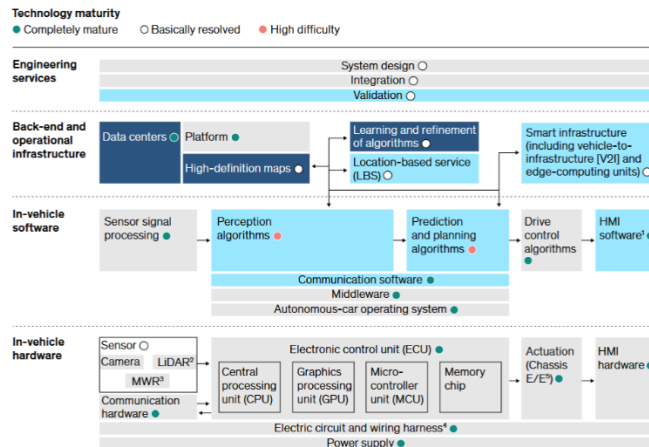 Technology maturity
Completely mature
Basically resolved
High difficulty
Engineering
services
System design
Integration
Validation
Back-end and
operational
infrastructure
Data centers
Platform
High-definition maps
Learning and refinement
of algorithms
Location-based service
(LBS)
Smart infrastructure
(including vehicle-to-
infrastructure [V2I] and
edge-computing units)
In-vehicle
software
Sensor signal
processing
Perception
algorithms
Prediction
and planning
algorithms
Drive
control
algorithms
HMI
software¹
Communication software
Middleware
Autonomous-car operating system
In-vehicle
hardware
Sensor
Camera
LiDAR²
MWR³
Communication
hardware
Electronic control unit (ECU)
Central
processing
unit (CPU)
Graphics
processing
unit (GPU)
Micro-
controller
unit (MCU)
Memory
chip
Actuation
(Chassis
E/E⁵)
HMI
hardware
Electric circuit and wiring harness⁴
Power supply